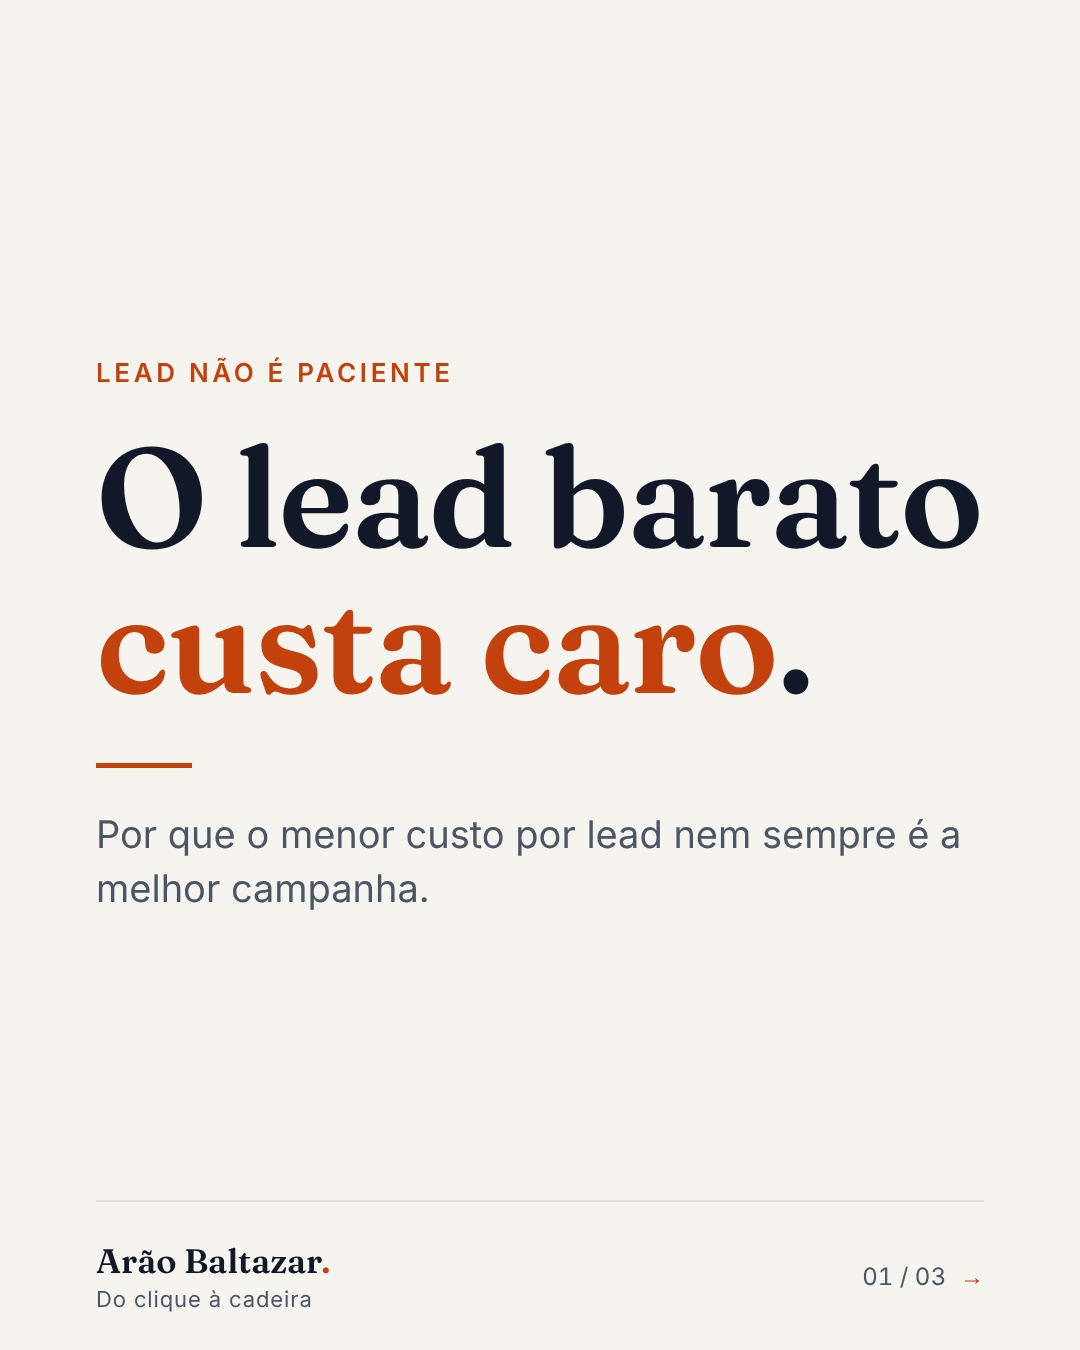 LEAD NÃO É PACIENTE
O lead barato
custa caro.
Por que o menor custo por lead nem sempre é a
melhor campanha.
Arão Baltazar.
Do clique à cadeira
01 / 03 →